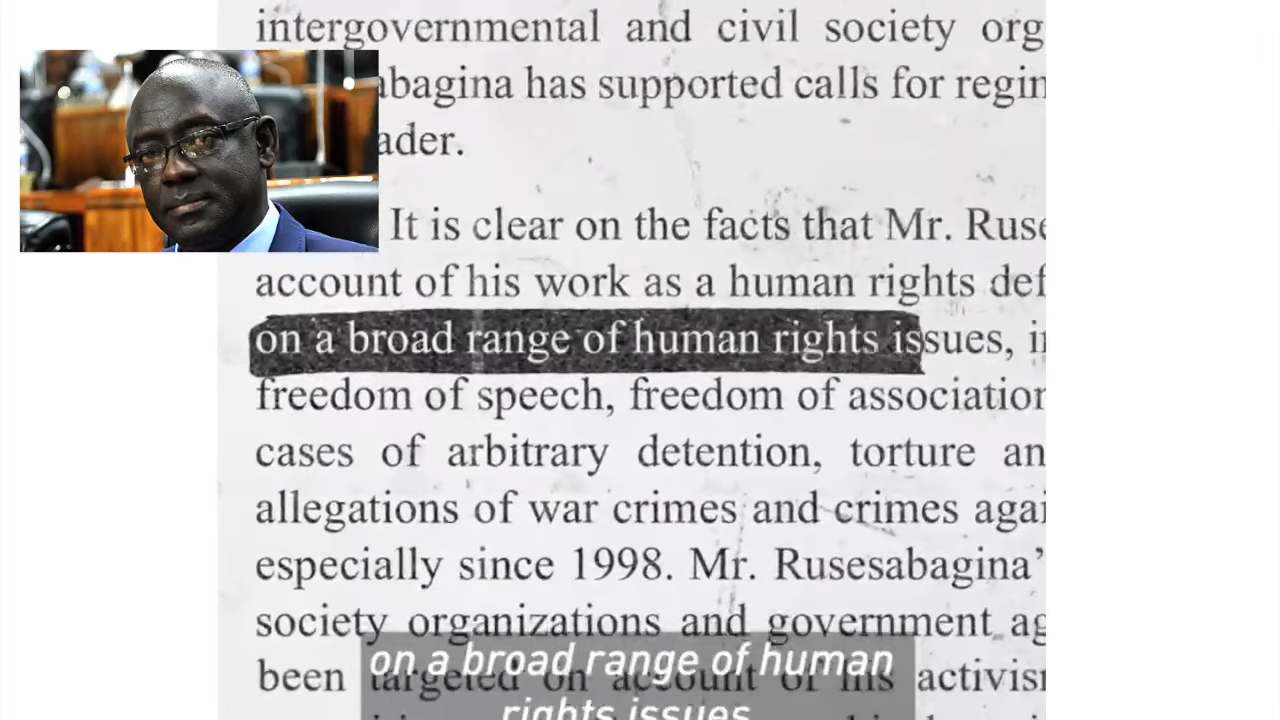 intergovernmental and civil society org
abagina has supported calls for regin
ader.
It is clear on the facts that Mr. Ruse
account of his work as a human rights def
on a broad range of human rights issues, i
freedom of speech, freedom of association
cases of arbitrary detention, torture an
allegations of war crimes and crimes agai
especially since 1998. Mr. Rusesabagina’
society organizations and government ag
been targeted on account of his activism
on a broad range of human
rights issues